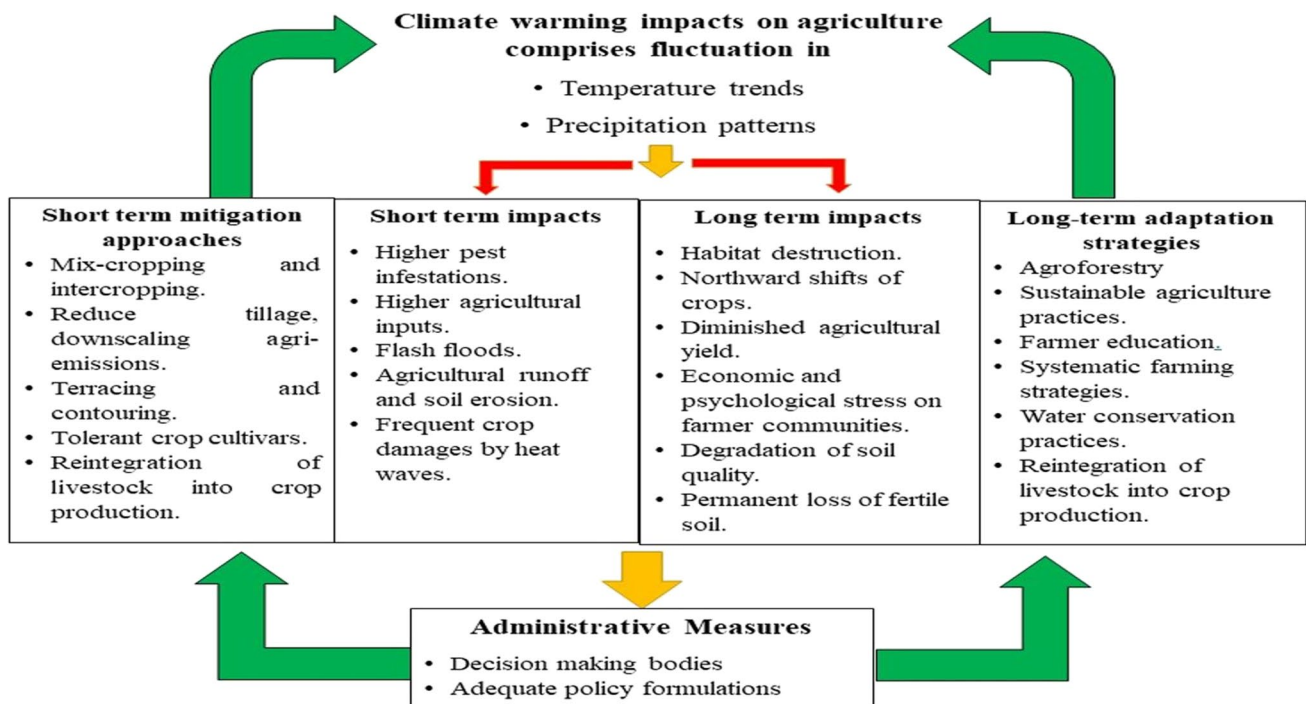 Climate warming impacts on agriculture
comprises fluctuation in
• Temperature trends
• Precipitation patterns
Short term mitigation
approaches
• Mix-cropping and
intercropping.
• Reduce tillage,
downscaling agri-
emissions.
• Terracing and
contouring.
• Tolerant crop cultivars.
• Reintegration of
livestock into crop
production.
Short term impacts
• Higher pest
infestations.
• Higher agricultural
inputs.
• Flash floods.
• Agricultural runoff
and soil erosion.
• Frequent crop
damages by heat
waves.
Long term impacts
• Habitat destruction.
• Northward shifts of
crops.
• Diminished agricultural
yield.
• Economic and
psychological stress on
farmer communities.
• Degradation of soil
quality.
• Permanent loss of fertile
soil.
Long-term adaptation
strategies
• Agroforestry
• Sustainable agriculture
practices.
• Farmer education.
• Systematic farming
strategies.
• Water conservation
practices.
• Reintegration of
livestock into crop
production.
Administrative Measures
• Decision making bodies
• Adequate policy formulations